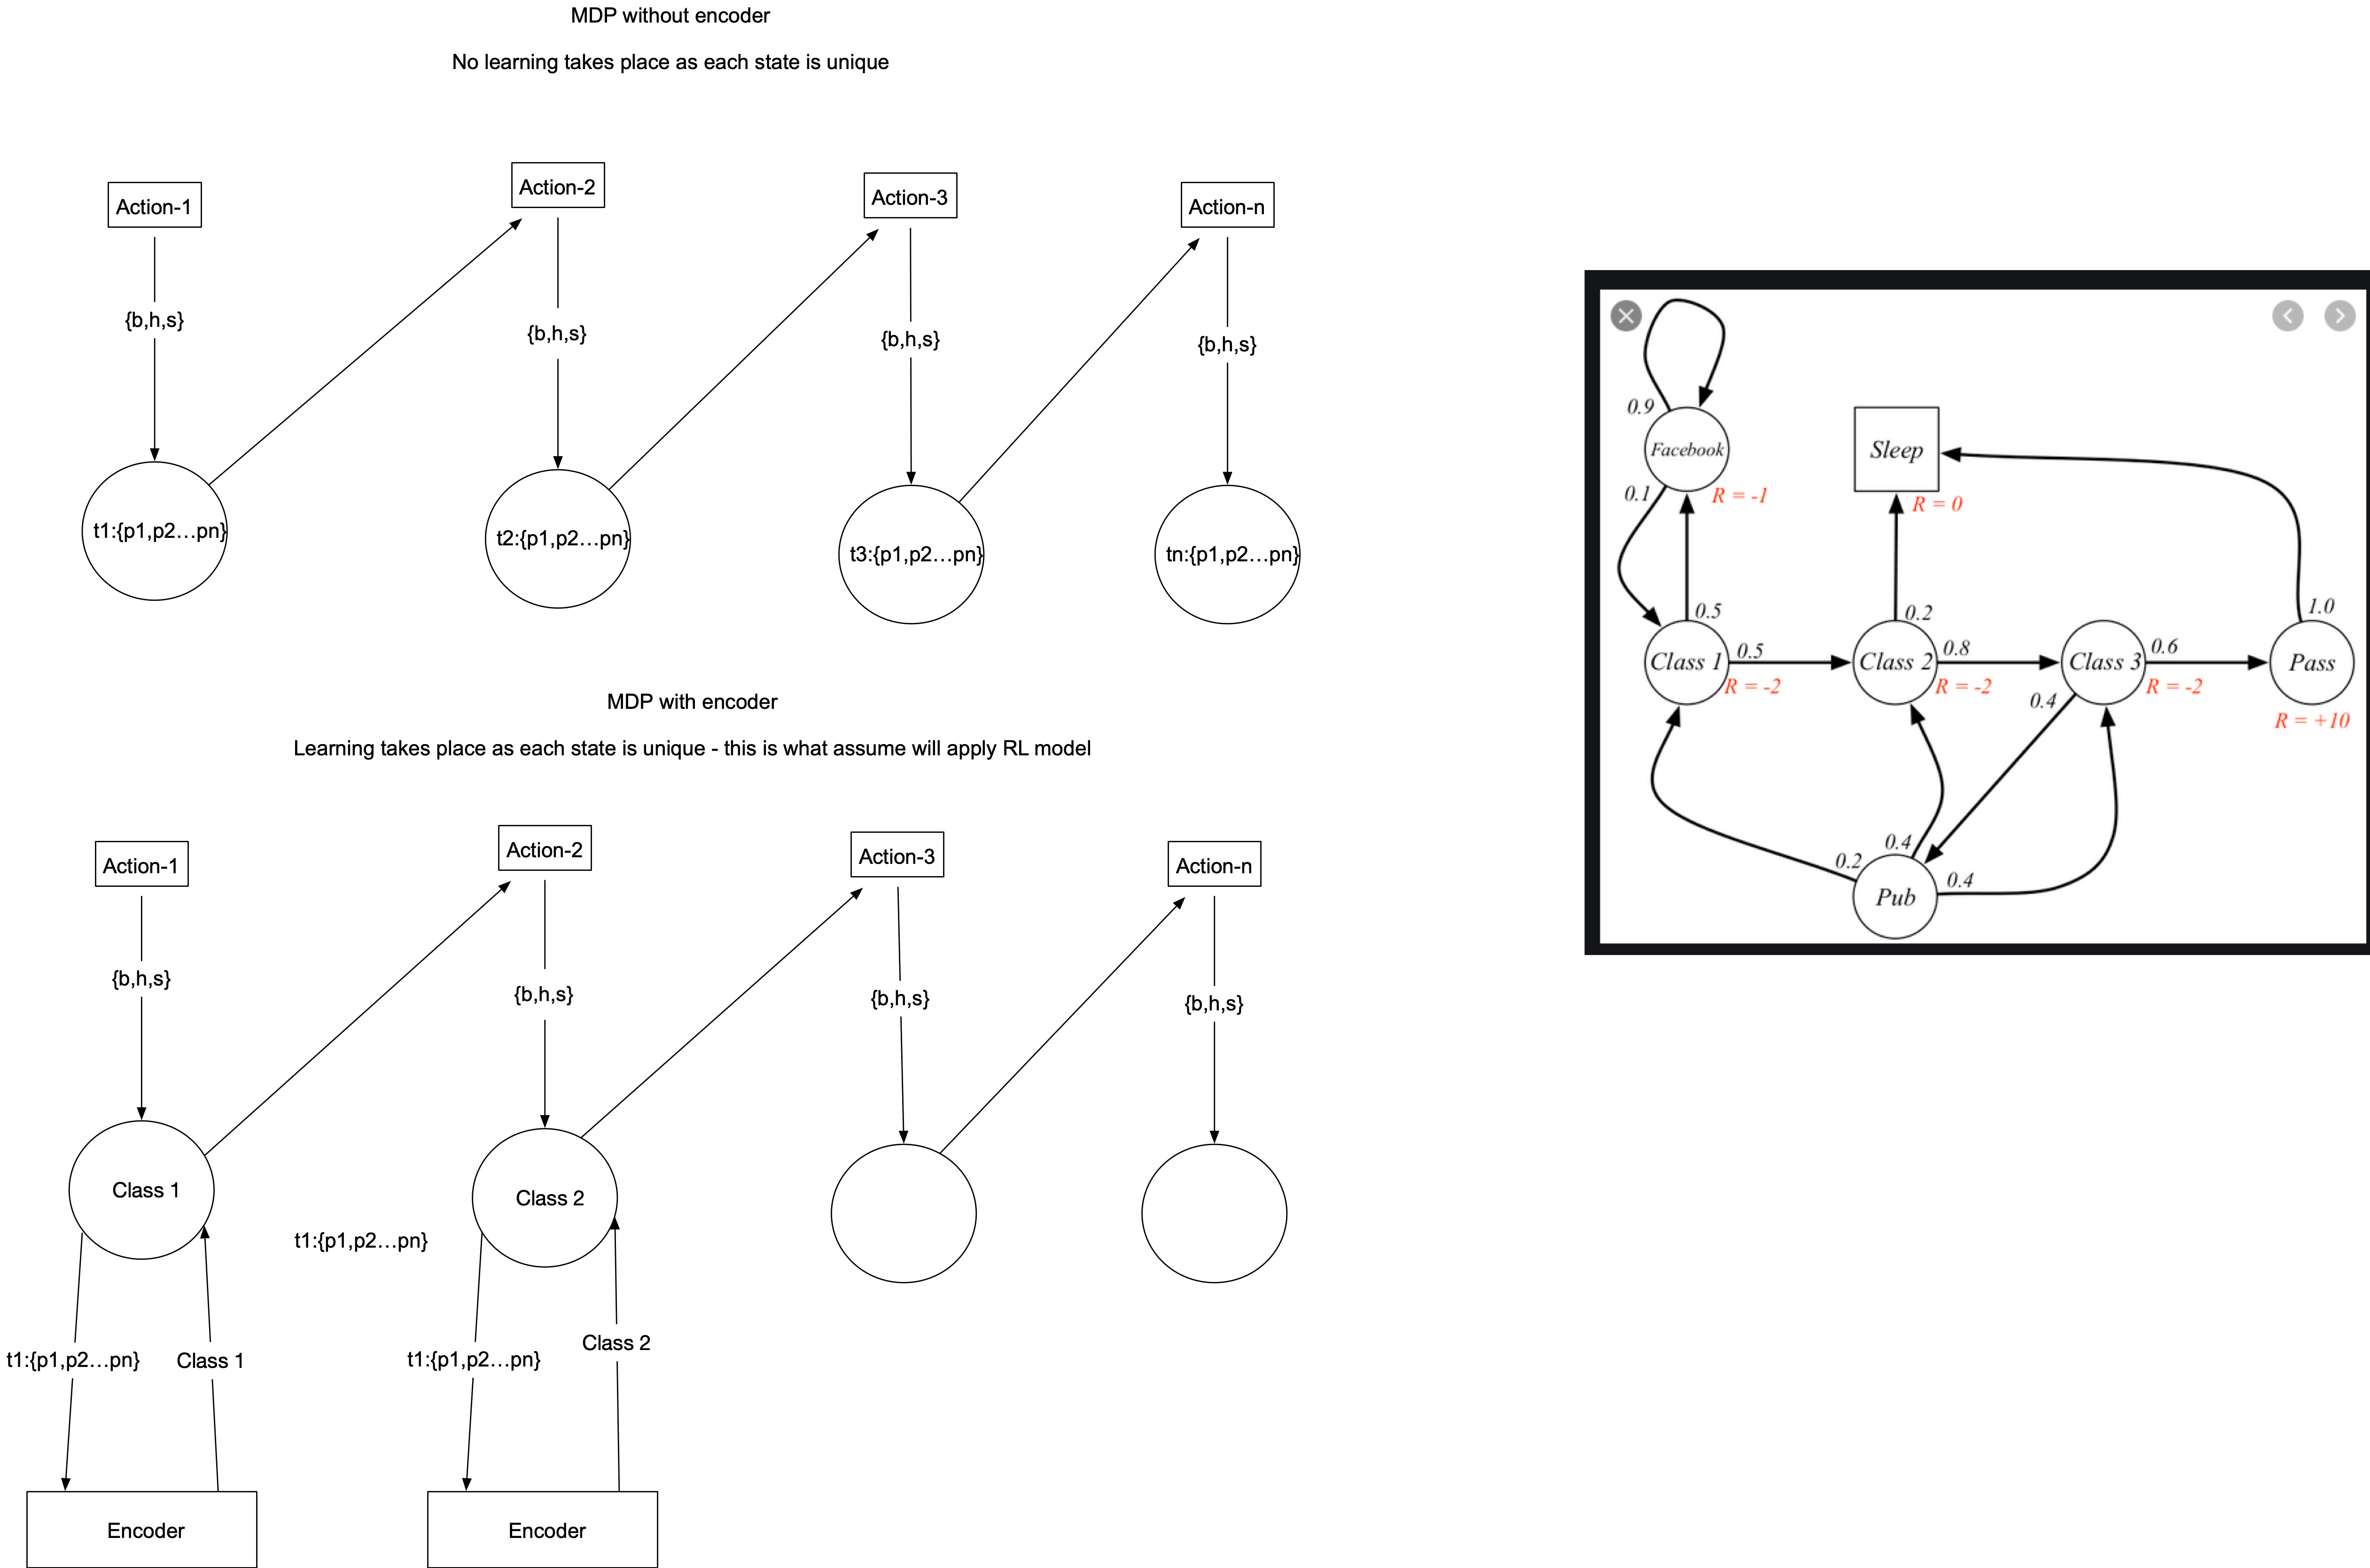 MDP without encoder
No learning takes place as each state is unique
Action-1
Action-2
Action-3
Action-n
{b,h,s}
{b,h,s}
{b,h,s}
{b,h,s}
t1:{p1,p2...pn}
t2:{p1,p2...pn}
t3:{p1,p2...pn}
tn:{p1,p2...pn}
MDP with encoder
Learning takes place as each state is unique - this is what assume will apply RL model
Action-1
Action-2
Action-3
Action-n
{b,h,s}
{b,h,s}
{b,h,s}
{b,h,s}
Class 1
Class 2
t1:{p1,p2...pn}
t1:{p1,p2...pn}
Class 1
t1:{p1,p2...pn}
Class 2
Encoder
Encoder
0.9
Facebook
Sleep
0.1
R = -1
R = 0
0.5
0.2
1.0
Class 1
0.5
Class 2
0.8
Class 3
0.6
Pass
R = -2
R = -2
R = -2
0.4
R = +10
0.2
0.4
0.4
Pub